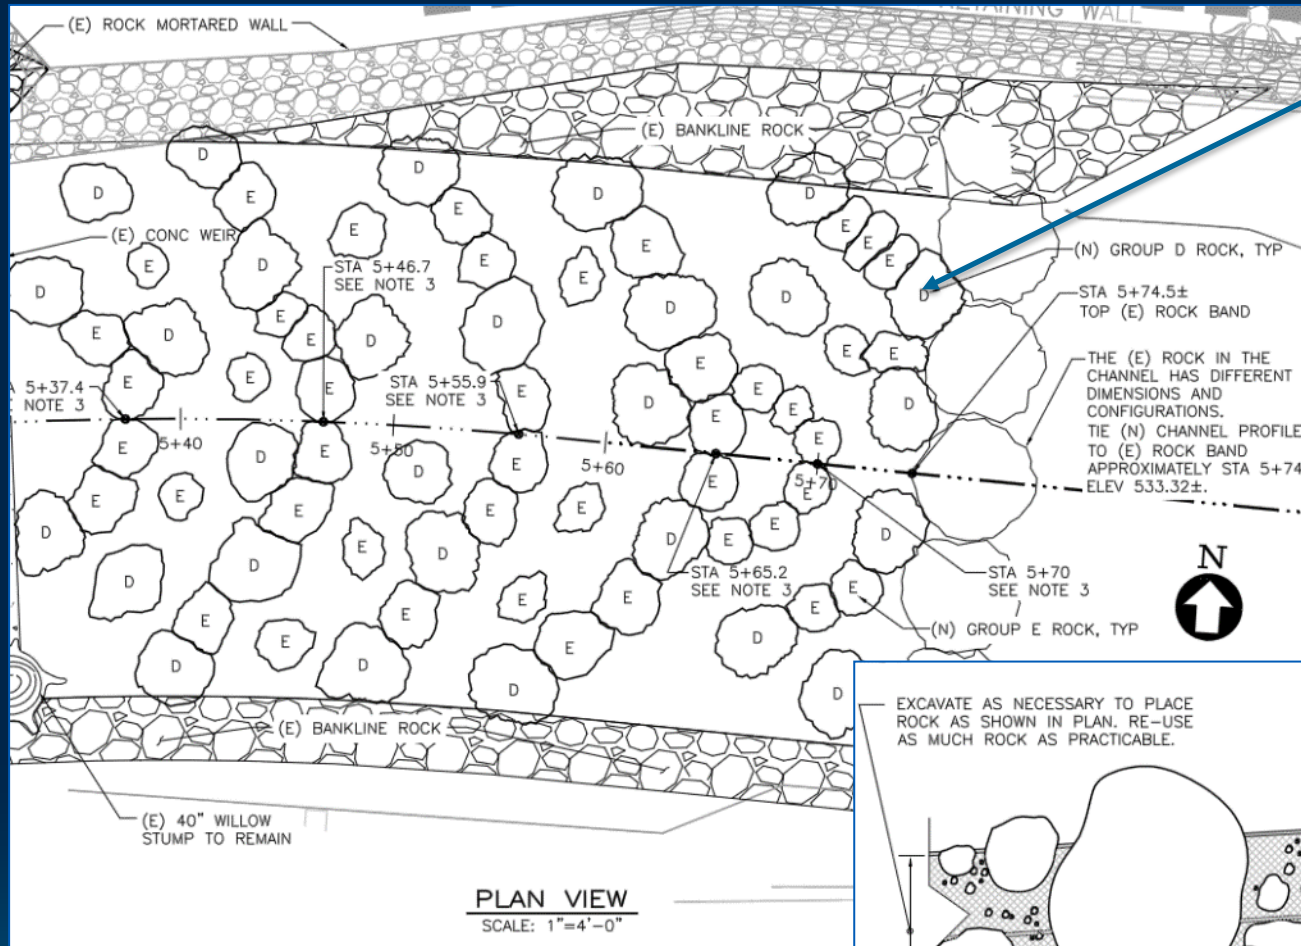 RETAINING WALL
(E) ROCK MORTARED WALL
(E) BANKLINE ROCK
D
D
D
D
D
E
E
E
E
E
E
E
(E) CONC WEIR
E
D
E
E
E
(N) GROUP D ROCK, TYP
STA 5+46.7
SEE NOTE 3
D
D
D
D
D
STA 5+74.5±
TOP (E) ROCK BAND
E
E
E
D
D
E
E
E
THE (E) ROCK IN THE
CHANNEL HAS DIFFERENT
DIMENSIONS AND
CONFIGURATIONS.
TIE (N) CHANNEL PROFILE
TO (E) ROCK BAND
APPROXIMATELY STA 5+74
ELEV 533.32±.
5+37.4
NOTE 3
E
E
E
STA 5+55.9
SEE NOTE 3
E
D
E
E
E
D
E
5+40
5+50
5+60
5+70
E
D
E
D
E
E
E
E
E
E
E
E
E
D
E
D
E
E
D
E
D
D
D
STA 5+65.2
SEE NOTE 3
STA 5+70
SEE NOTE 3
N
E
E
E
E
E
E
(N) GROUP E ROCK, TYP
E
E
D
D
D
D
D
(E) BANKLINE ROCK
EXCAVATE AS NECESSARY TO PLACE
ROCK AS SHOWN IN PLAN. RE-USE
AS MUCH ROCK AS PRACTICABLE.
(E) 40" WILLOW
STUMP TO REMAIN
PLAN VIEW
SCALE: 1"=4'-0"